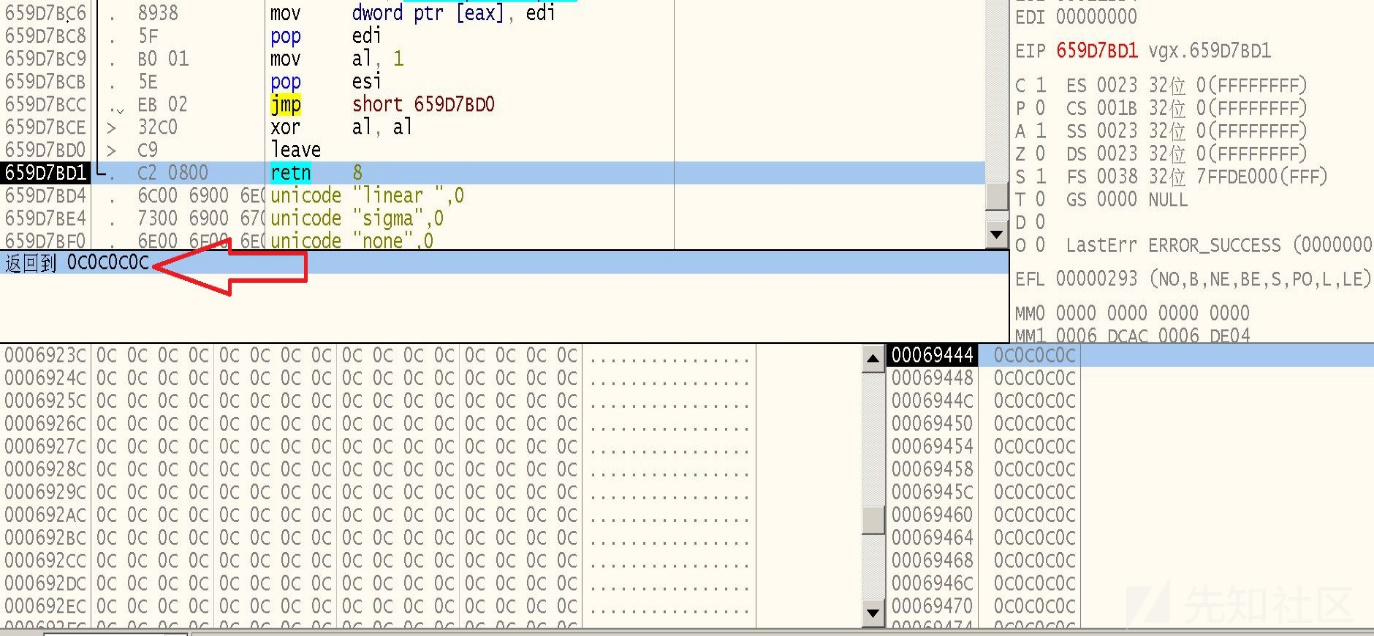 659D7BC6 . 8938 mov dword ptr [eax], edi
659D7BC8 . 5F pop edi
659D7BC9 . B0 01 mov al, 1
659D7BCB . 5E pop esi
659D7BCC . EB 02 jmp short 659D7BD0
659D7BCE > 32C0 xor al, al
659D7BD0 > C9 leave
659D7BD1 . C2 0800 retn 8
659D7BD4 . 6C00 6900 6E0 unicode "linear ",0
659D7BE4 . 7300 6900 670 unicode "sigma",0
659D7BF0 . 6E00 6F00 6E0 unicode "none",0
返回到 0C0C0C0C
EDI 00000000
EIP 659D7BD1 vgx.659D7BD1
C 1 ES 0023 32位 0(FFFFFFFF)
P 0 CS 001B 32位 0(FFFFFFFF)
A 1 SS 0023 32位 0(FFFFFFFF)
Z 0 DS 0023 32位 0(FFFFFFFF)
S 1 FS 0038 32位 7FFDE000(FFF)
T 0 GS 0000 NULL
D 0
O 0 LastErr ERROR_SUCCESS (0000000
EFL 00000293 (NO,B,NE,BE,S,PO,L,LE)
MM0 0000 0000 0000 0000
MM1 0006 DCAC 0006 DE04
0006923C 0C 0C 0C 0C 0C 0C 0C 0C 0C 0C 0C 0C 0C 0C 0C 0C ................
0006924C 0C 0C 0C 0C 0C 0C 0C 0C 0C 0C 0C 0C 0C 0C 0C 0C ................
0006925C 0C 0C 0C 0C 0C 0C 0C 0C 0C 0C 0C 0C 0C 0C 0C 0C ................
0006926C 0C 0C 0C 0C 0C 0C 0C 0C 0C 0C 0C 0C 0C 0C 0C 0C ................
0006927C 0C 0C 0C 0C 0C 0C 0C 0C 0C 0C 0C 0C 0C 0C 0C 0C ................
0006928C 0C 0C 0C 0C 0C 0C 0C 0C 0C 0C 0C 0C 0C 0C 0C 0C ................
0006929C 0C 0C 0C 0C 0C 0C 0C 0C 0C 0C 0C 0C 0C 0C 0C 0C ................
000692AC 0C 0C 0C 0C 0C 0C 0C 0C 0C 0C 0C 0C 0C 0C 0C 0C ................
000692BC 0C 0C 0C 0C 0C 0C 0C 0C 0C 0C 0C 0C 0C 0C 0C 0C ................
000692CC 0C 0C 0C 0C 0C 0C 0C 0C 0C 0C 0C 0C 0C 0C 0C 0C ................
000692DC 0C 0C 0C 0C 0C 0C 0C 0C 0C 0C 0C 0C 0C 0C 0C 0C ................
000692EC 0C 0C 0C 0C 0C 0C 0C 0C 0C 0C 0C 0C 0C 0C 0C 0C ................
00069444 0C0C0C0C
00069448 0C0C0C0C
0006944C 0C0C0C0C
00069450 0C0C0C0C
00069454 0C0C0C0C
00069458 0C0C0C0C
0006945C 0C0C0C0C
00069460 0C0C0C0C
00069464 0C0C0C0C
00069468 0C0C0C0C
0006946C 0C0C0C0C
00069470 0C0C0C0C
00069474 0C0C0C0C
先知社区